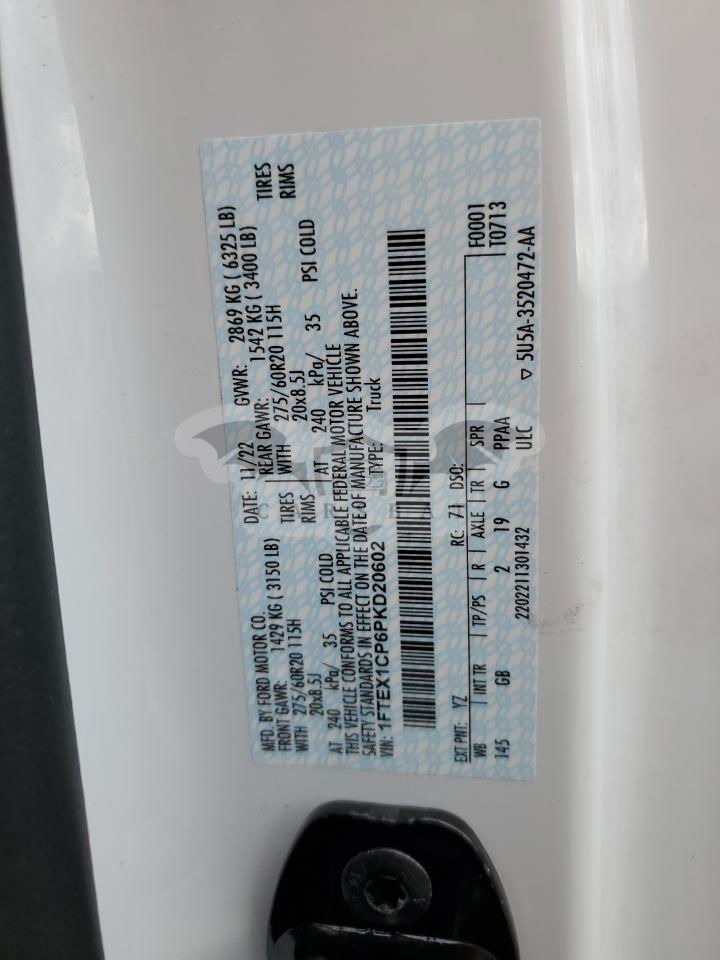 MFD. BY FORD MOTOR CO.
DATE: 11/22 GVWR: 2869 KG ( 6325 LB)
FRONT GAWR: 1429 KG ( 3150 LB) REAR GAWR: 1542 KG ( 3400 LB)
WITH 275/60R20 115H TIRES WITH 275/60R20 115H TIRES
20x8.5J RIMS 20x8.5J RIMS
AT 240 kPa/ 35 PSI COLD AT 240 kPa/ 35 PSI COLD
THIS VEHICLE CONFORMS TO ALL APPLICABLE FEDERAL MOTOR VEHICLE
SAFETY STANDARDS IN EFFECT ON THE DATE OF MANUFACTURE SHOWN ABOVE.
VIN: 1FTEX1CP6PKD20602 TYPE: Truck
F0001
T0713
EXT PNT: YZ RC: 71 DSO:
WB INT TR TP/PS R AXLE TR SPR
145 GB 2 19 G PPAA
2202211301432 ULC
▽ 5U5A-3520472-AA